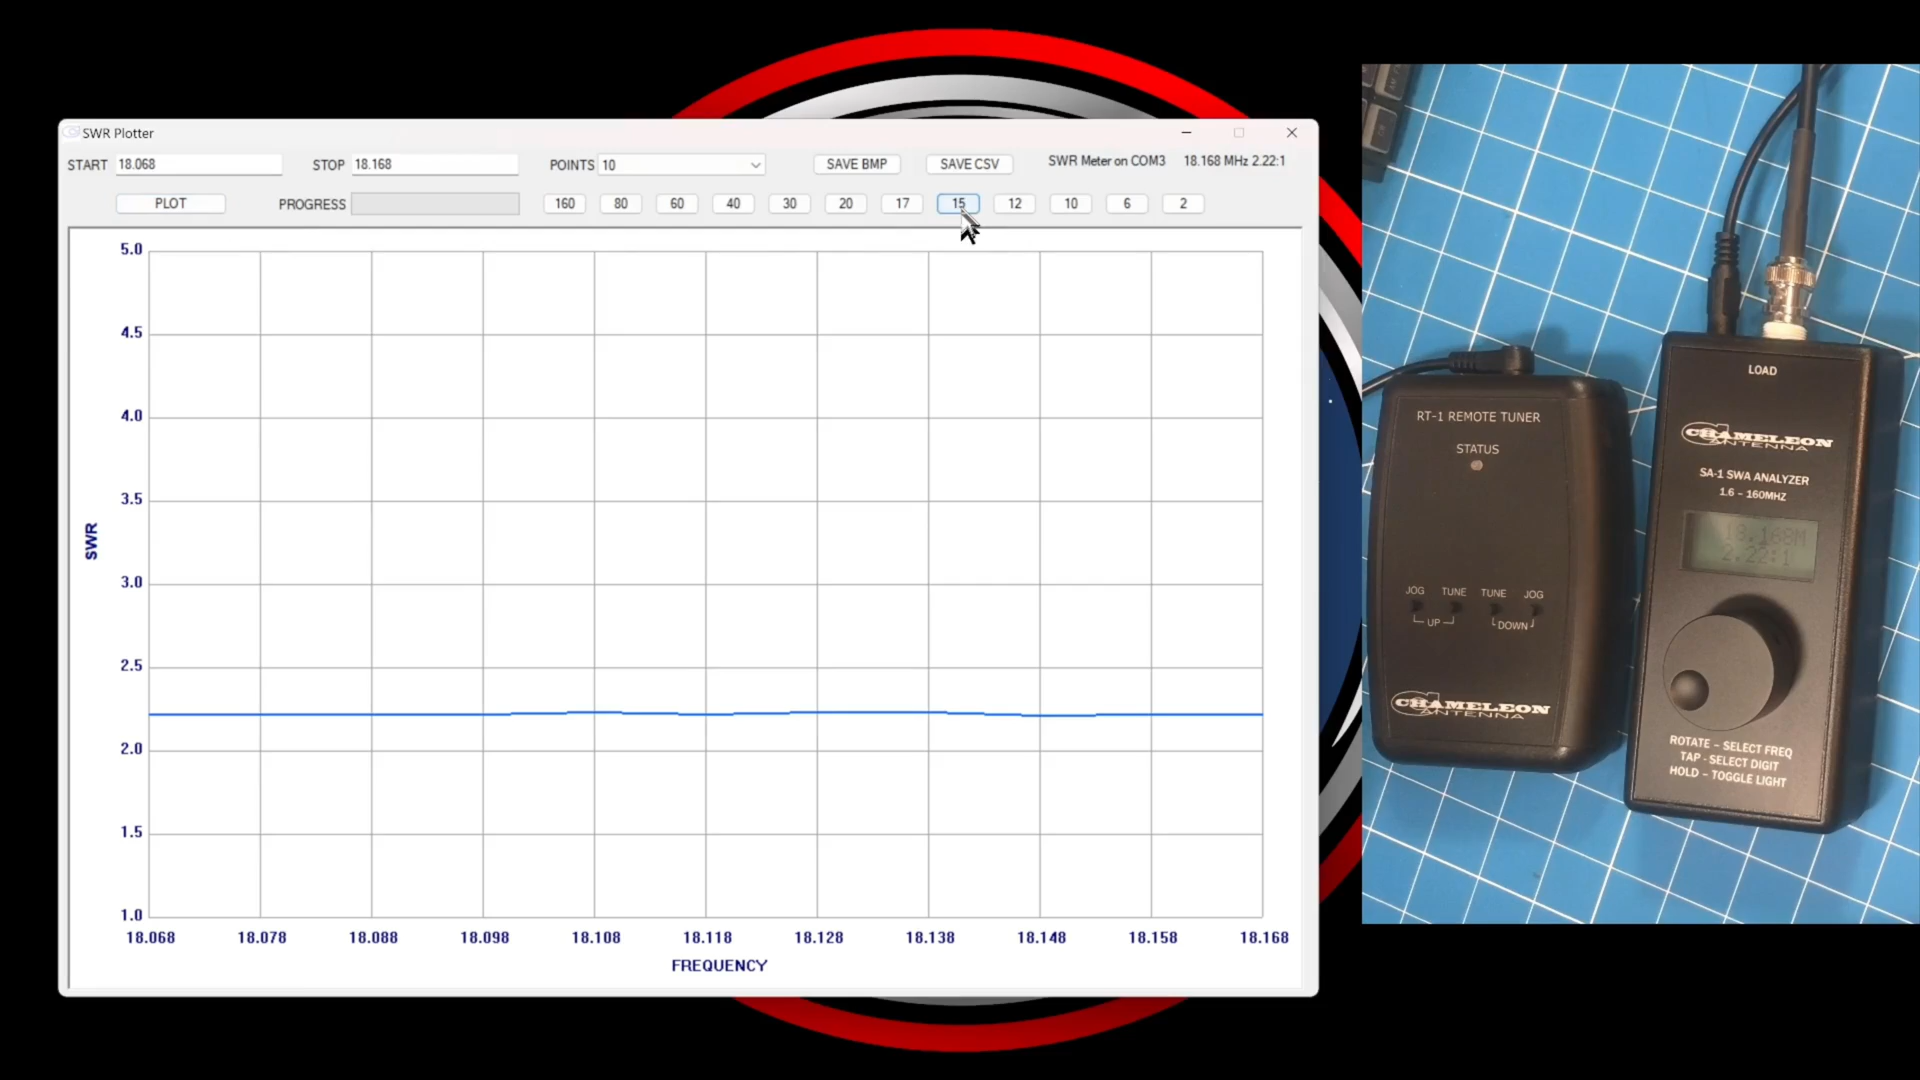 SWR Plotter
START 18.068 STOP 18.168 POINTS 10 SAVE BMP SAVE CSV SWR Meter on COM3 18.168 MHz 2.22:1
PLOT PROGRESS 160 80 60 40 30 20 17 15 12 10 6 2
5.0
4.5
4.0
3.5
3.0
2.5
2.0
1.5
1.0
SWR
18.068 18.078 18.088 18.098 18.108 18.118 18.128 18.138 18.148 18.158 18.168
FREQUENCY
RT-1 REMOTE TUNER
STATUS
JOG TUNE TUNE JOG
UP DOWN
CHAMELEON
ANTENNA
LOAD
CHAMELEON
ANTENNA
SA-1 SWA ANALYZER
1.6 - 160MHZ
18.168M
2.22:1
ROTATE - SELECT FREQ
TAP - SELECT DIGIT
HOLD - TOGGLE LIGHT